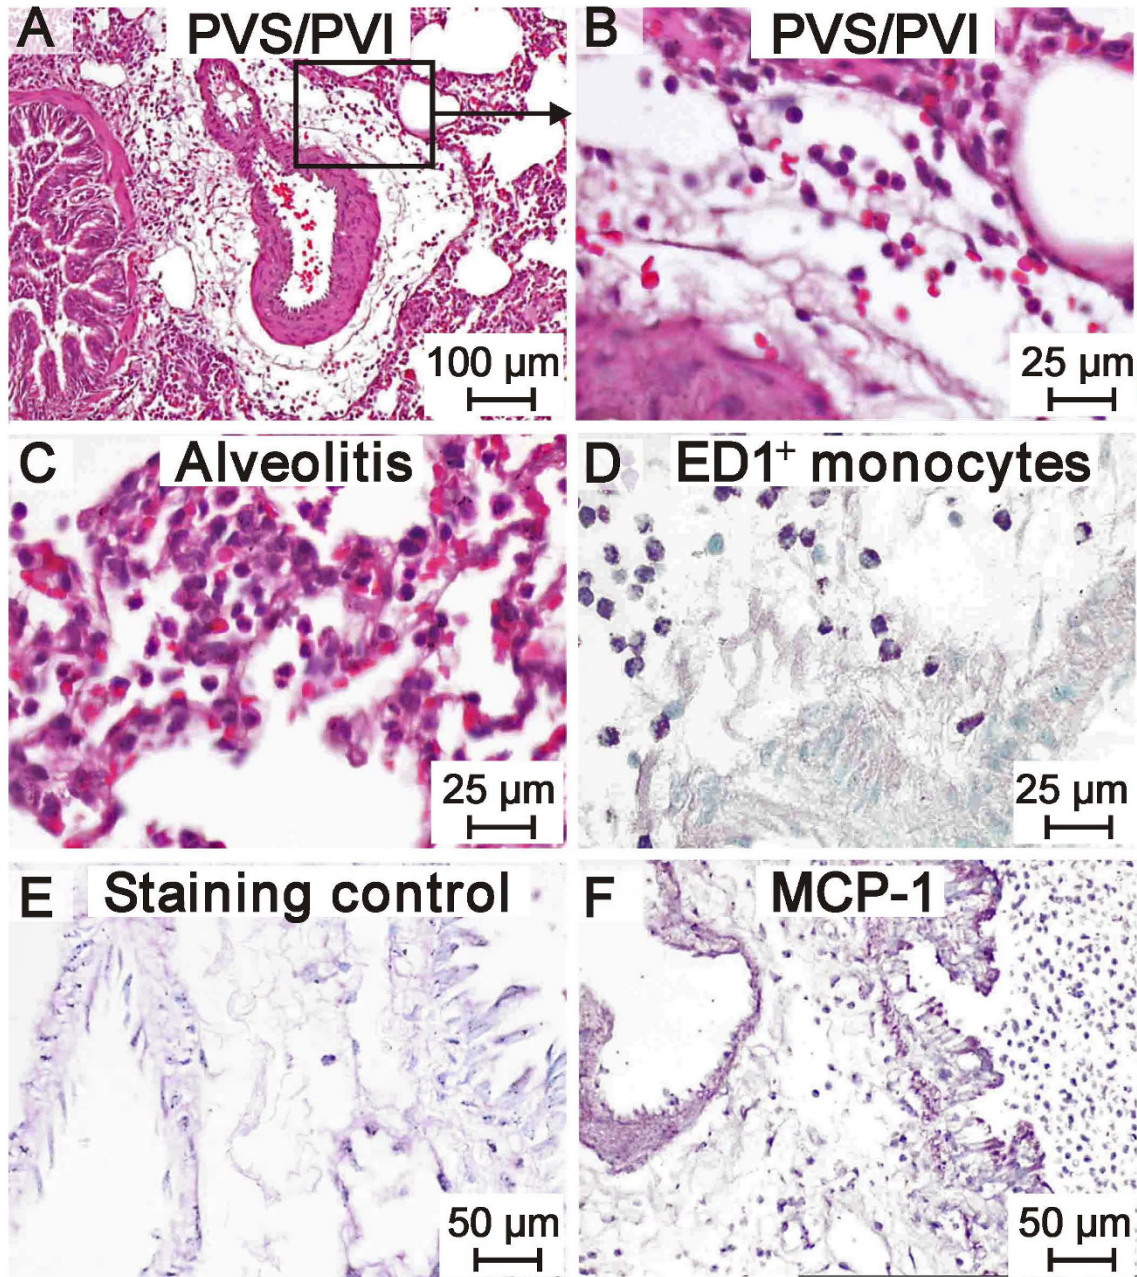 A PVS/PVI
100 µm
B PVS/PVI
25 µm
C Alveolitis
25 µm
D ED1⁺ monocytes
25 µm
E Staining control
50 µm
F MCP-1
50 µm